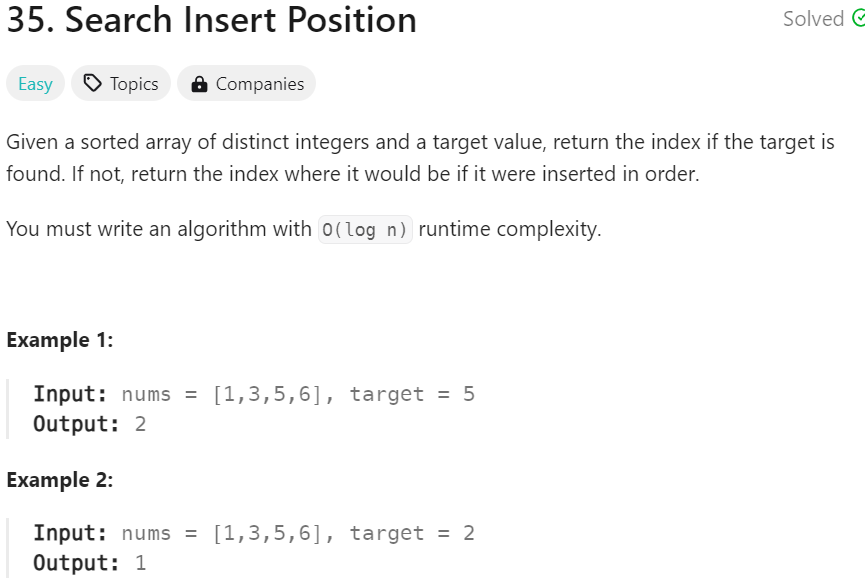 35. Search Insert Position
Solved
Easy
Topics
Companies
Given a sorted array of distinct integers and a target value, return the index if the target is
found. If not, return the index where it would be if it were inserted in order.
You must write an algorithm with O(log n) runtime complexity.
Example 1:
Input: nums = [1,3,5,6], target = 5
Output: 2
Example 2:
Input: nums = [1,3,5,6], target = 2
Output: 1